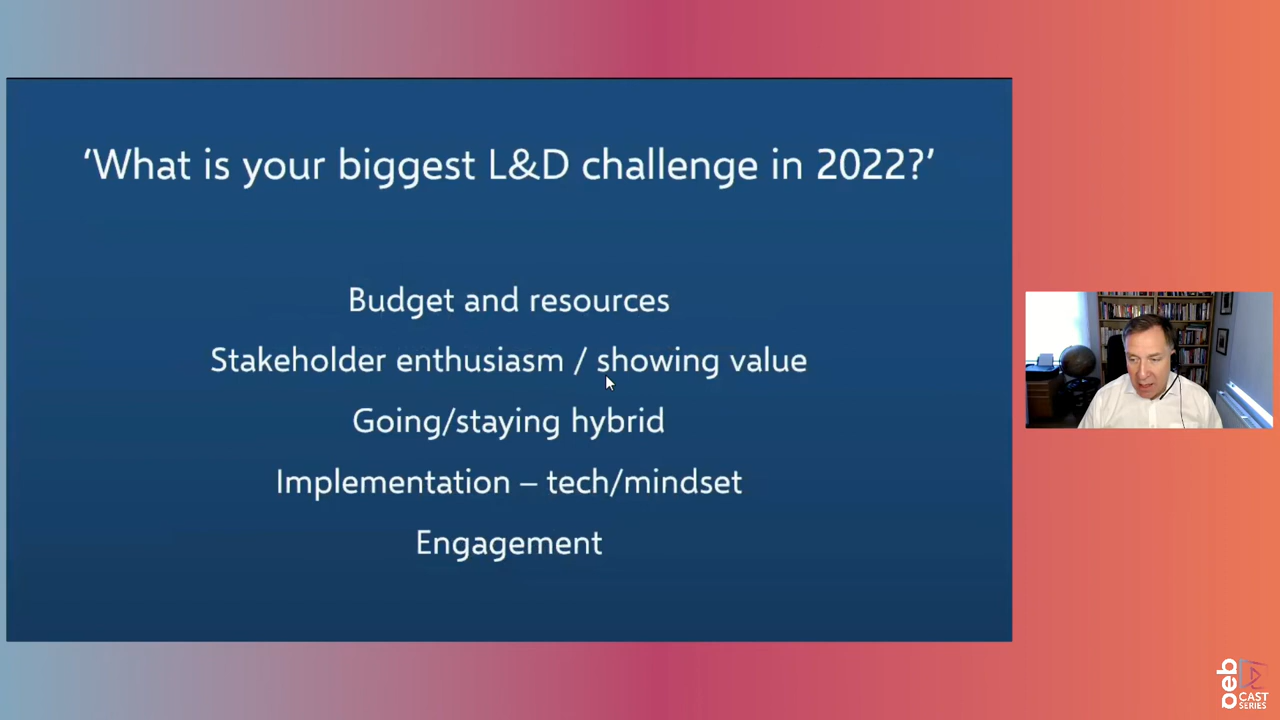 ‘What is your biggest L&D challenge in 2022?’
Budget and resources
Stakeholder enthusiasm / showing value
Going/staying hybrid
Implementation – tech/mindset
Engagement
oeb
CAST
SERIES